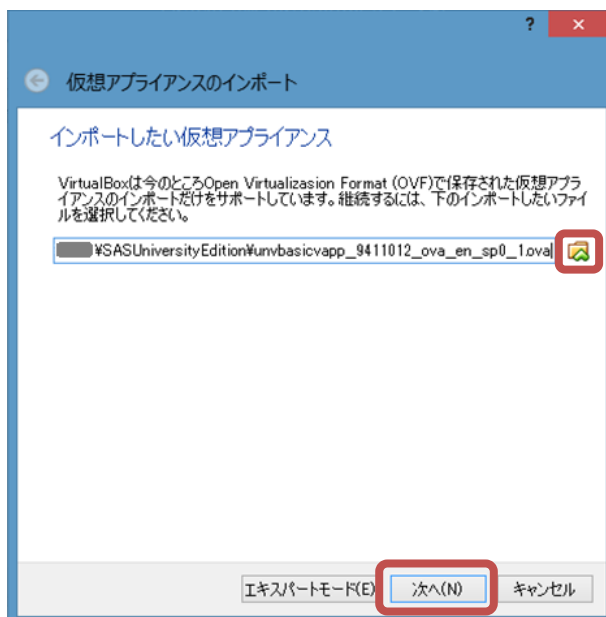 ?
×
仮想アプライアンスのインポート
インポートしたい仮想アプライアンス
VirtualBoxは今のところOpen Virtualizasion Format (OVF)で保存された仮想アプラ
イアンスのインポートだけをサポートしています。継続するには、下のインポートしたいファイ
ルを選択してください。
¥SASUniversityEdition¥unvbasicvapp_9411012_ova_en_sp0_1.ova
エキスパートモード(E)
次へ(N)
キャンセル